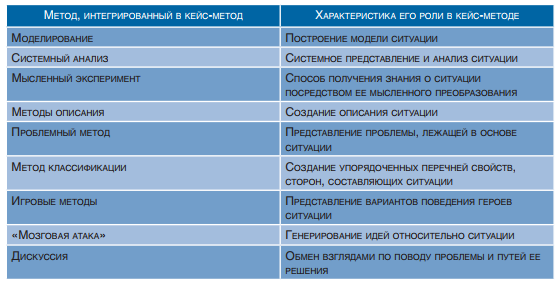 Метод, интегрированный в кейс-метод
Характеристика его роли в кейс-методе
Моделирование
Построение модели ситуации
Системный анализ
Системное представление и анализ ситуации
Мысленный эксперимент
Способ получения знания о ситуации
посредством ее мысленного преобразования
Методы описания
Создание описания ситуации
Проблемный метод
Представление проблемы, лежащей в основе
ситуации
Метод классификации
Создание упорядоченных перечней свойств,
сторон, составляющих ситуации
Игровые методы
Представление вариантов поведения героев
ситуации
«Мозговая атака»
Генерирование идей относительно ситуации
Дискуссия
Обмен взглядами по поводу проблемы и путей ее
решения